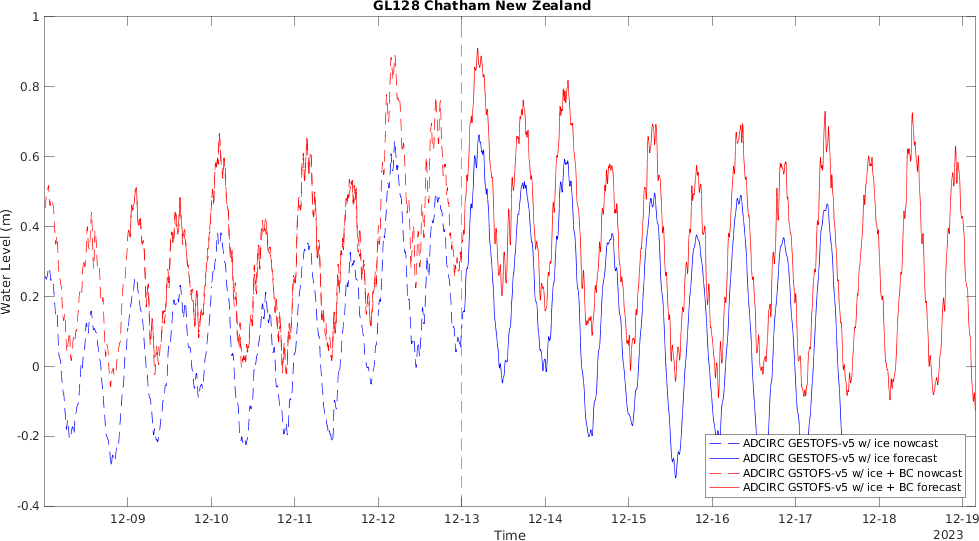 GL128 Chatham New Zealand
1
0.8
0.6
0.4
0.2
0
-0.2
-0.4
Water Level (m)
ADCIRC GESTOFS-v5 w/ ice nowcast
ADCIRC GESTOFS-v5 w/ ice forecast
ADCIRC GSTOFS-v5 w/ ice + BC nowcast
ADCIRC GSTOFS-v5 w/ ice + BC forecast
12-09 12-10 12-11 12-12 12-13 12-14 12-15 12-16 12-17 12-18 12-19
Time
2023